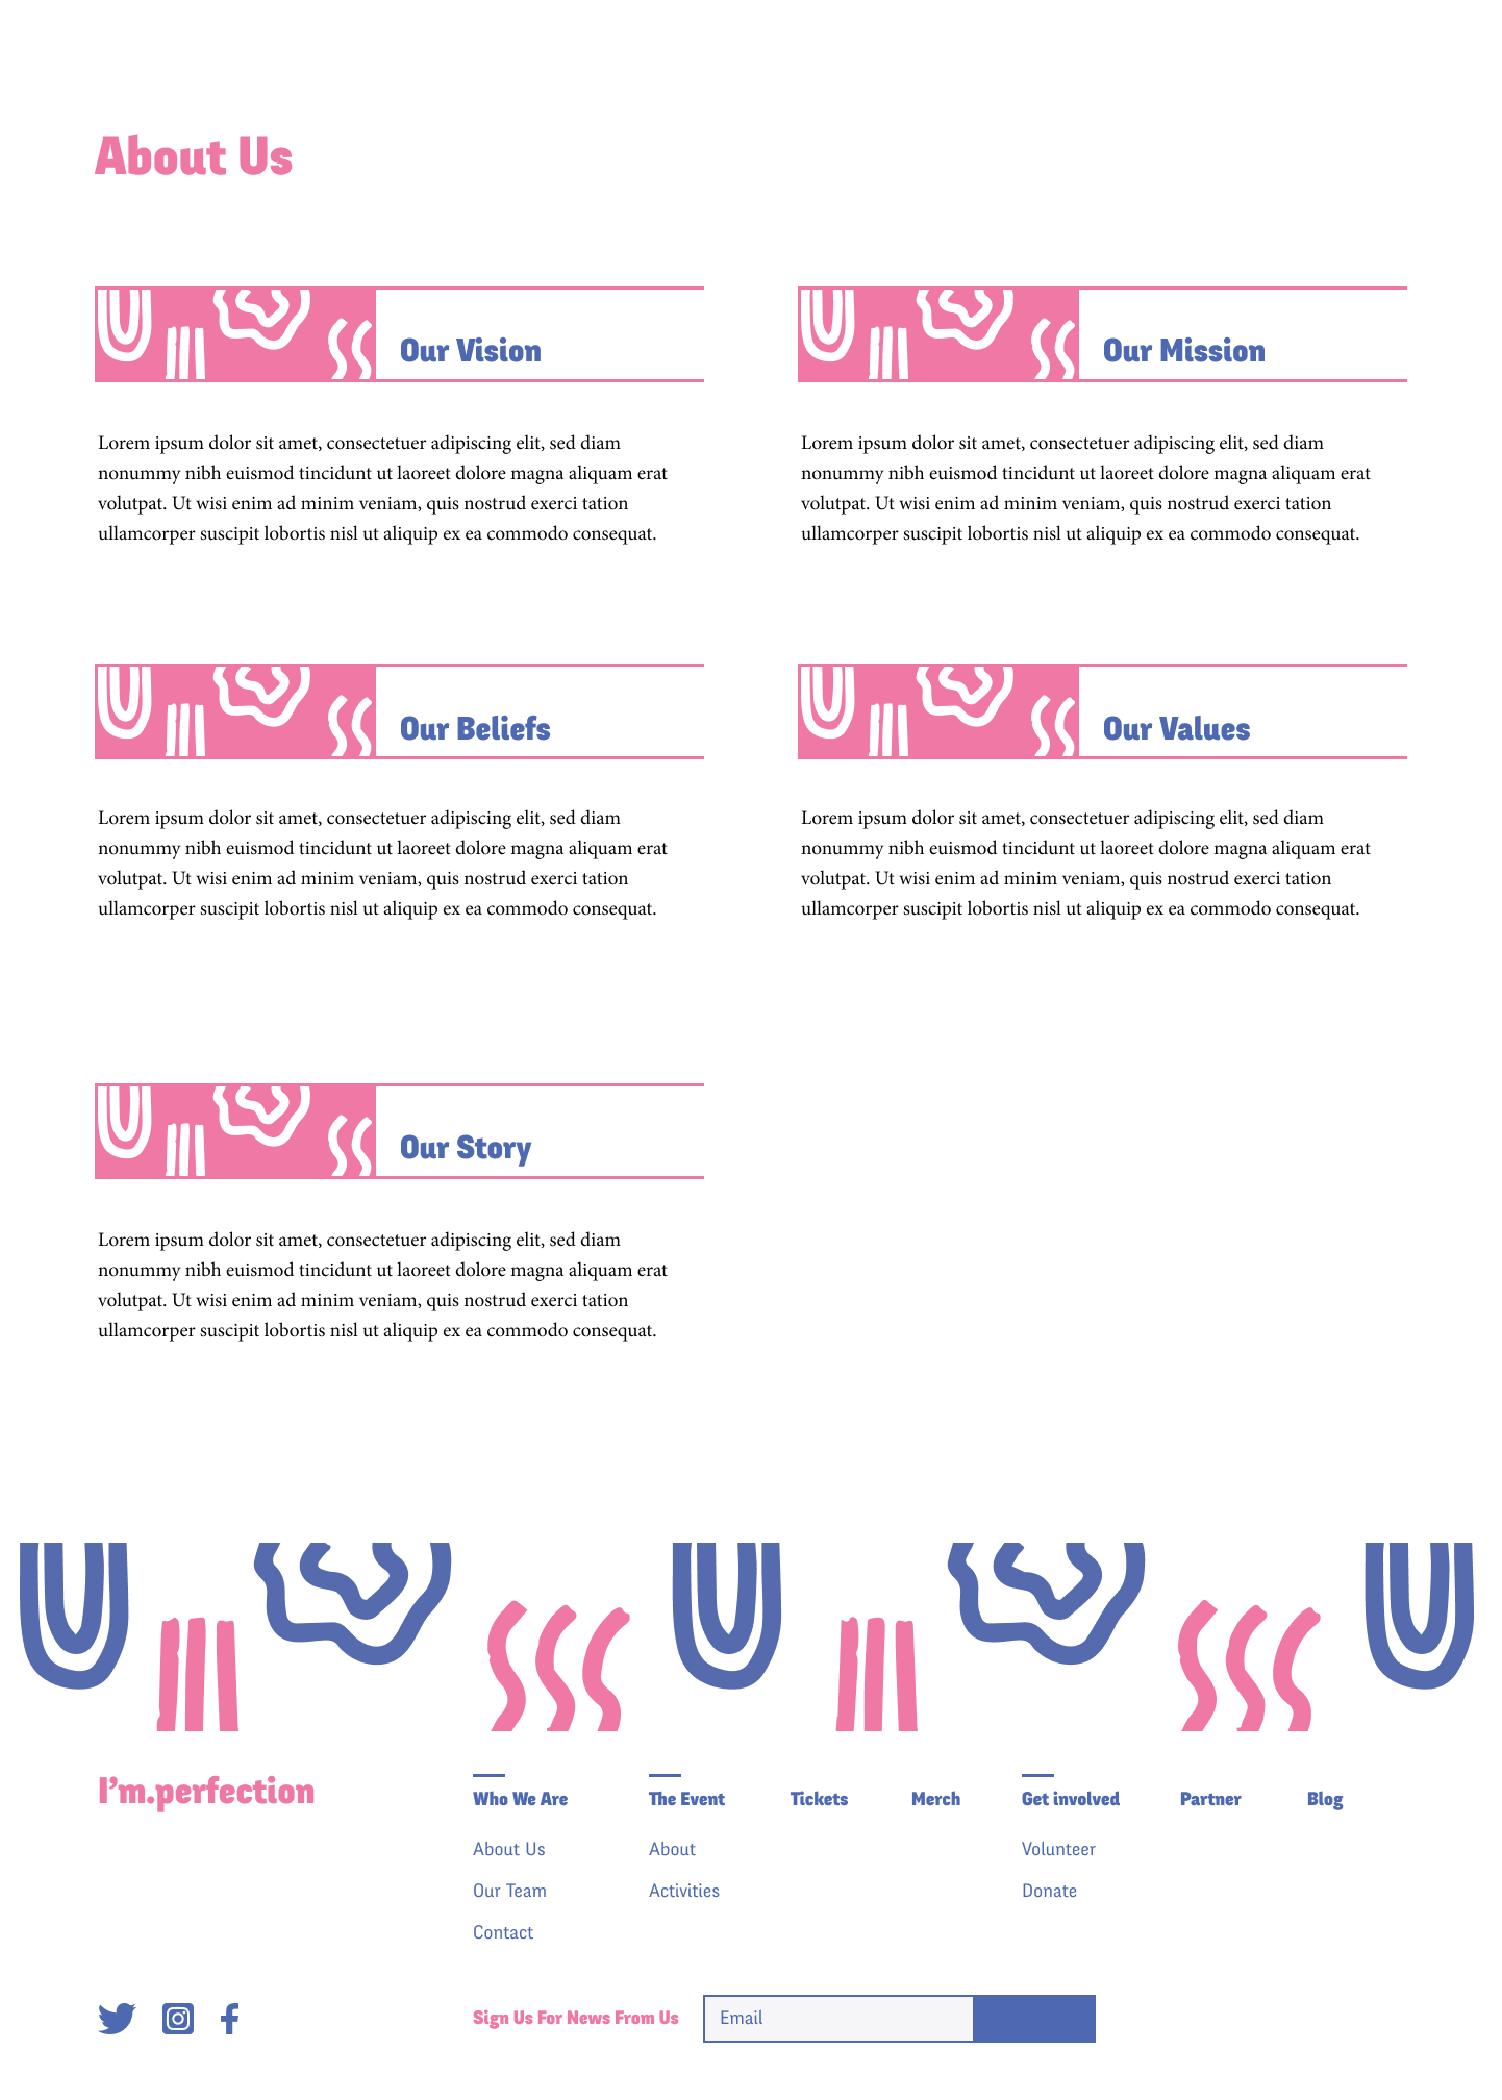 About Us
Our Vision
Lorem ipsum dolor sit amet, consectetuer adipiscing elit, sed diam
nonummy nibh euismod tincidunt ut laoreet dolore magna aliquam erat
volutpat. Ut wisi enim ad minim veniam, quis nostrud exerci tation
ullamcorper suscipit lobortis nisl ut aliquip ex ea commodo consequat.
Our Mission
Lorem ipsum dolor sit amet, consectetuer adipiscing elit, sed diam
nonummy nibh euismod tincidunt ut laoreet dolore magna aliquam erat
volutpat. Ut wisi enim ad minim veniam, quis nostrud exerci tation
ullamcorper suscipit lobortis nisl ut aliquip ex ea commodo consequat.
Our Beliefs
Lorem ipsum dolor sit amet, consectetuer adipiscing elit, sed diam
nonummy nibh euismod tincidunt ut laoreet dolore magna aliquam erat
volutpat. Ut wisi enim ad minim veniam, quis nostrud exerci tation
ullamcorper suscipit lobortis nisl ut aliquip ex ea commodo consequat.
Our Values
Lorem ipsum dolor sit amet, consectetuer adipiscing elit, sed diam
nonummy nibh euismod tincidunt ut laoreet dolore magna aliquam erat
volutpat. Ut wisi enim ad minim veniam, quis nostrud exerci tation
ullamcorper suscipit lobortis nisl ut aliquip ex ea commodo consequat.
Our Story
Lorem ipsum dolor sit amet, consectetuer adipiscing elit, sed diam
nonummy nibh euismod tincidunt ut laoreet dolore magna aliquam erat
volutpat. Ut wisi enim ad minim veniam, quis nostrud exerci tation
ullamcorper suscipit lobortis nisl ut aliquip ex ea commodo consequat.
I'm.perfection
Who We Are
About Us
Our Team
Contact
The Event
About
Activities
Tickets
Merch
Get involved
Volunteer
Donate
Partner
Blog
Sign Us For News From Us
Email